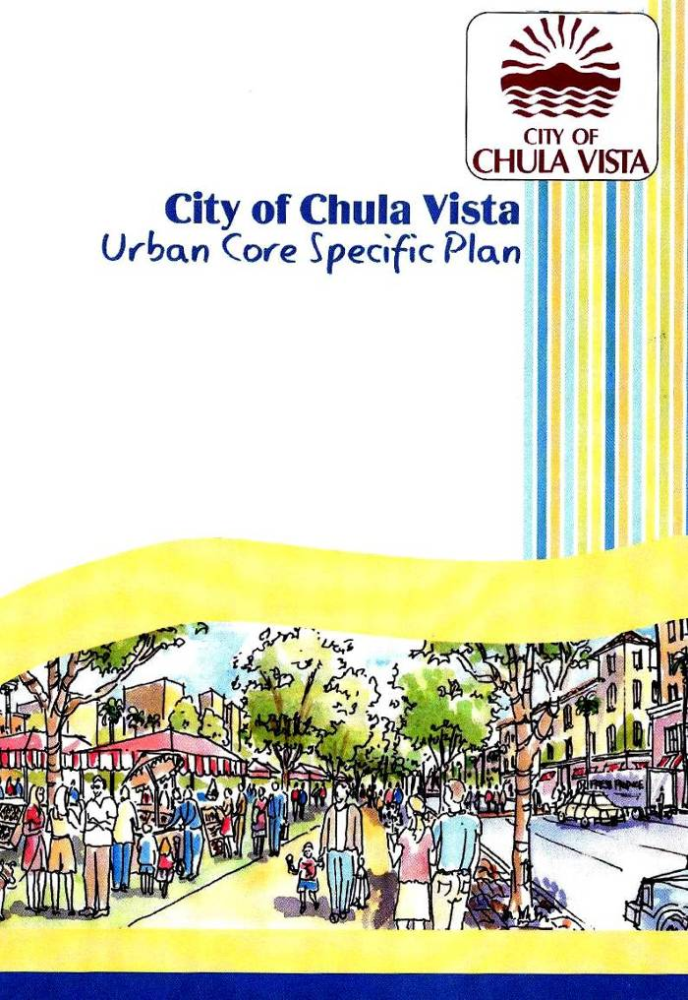 CITY OF
CHULA VISTA
City of Chula Vista
Urban Core Specific Plan